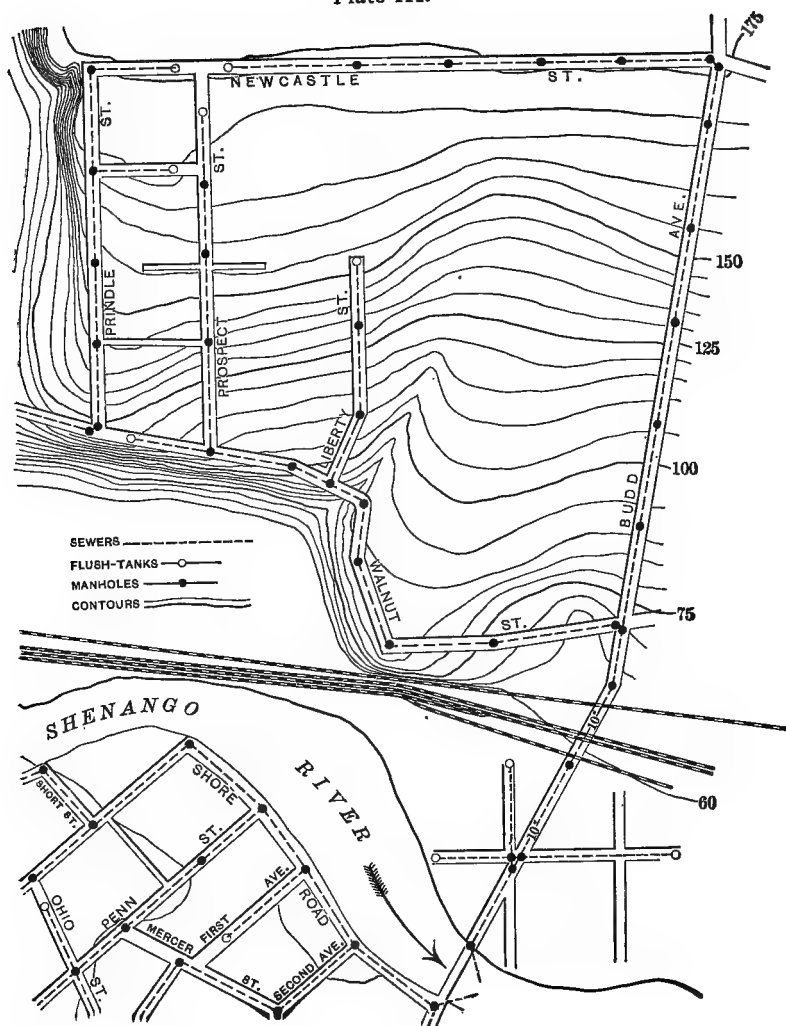 Plate III.
175
NEWCASTLE ST.
ST.
ST.
AVE.
150
PRINDLE
PROSPECT
ST.
125
LIBERTY
100
BUDD
SEWERS
FLUSH-TANKS
MANHOLES
CONTOURS
WALNUT
ST.
75
10"
SHENANGO
RIVER
60
SHORT ST.
SHORE
ST.
10"
OHIO
PENN
AVE.
FIRST
ROAD
MERCER
ST.
SECOND AVE.
ST.